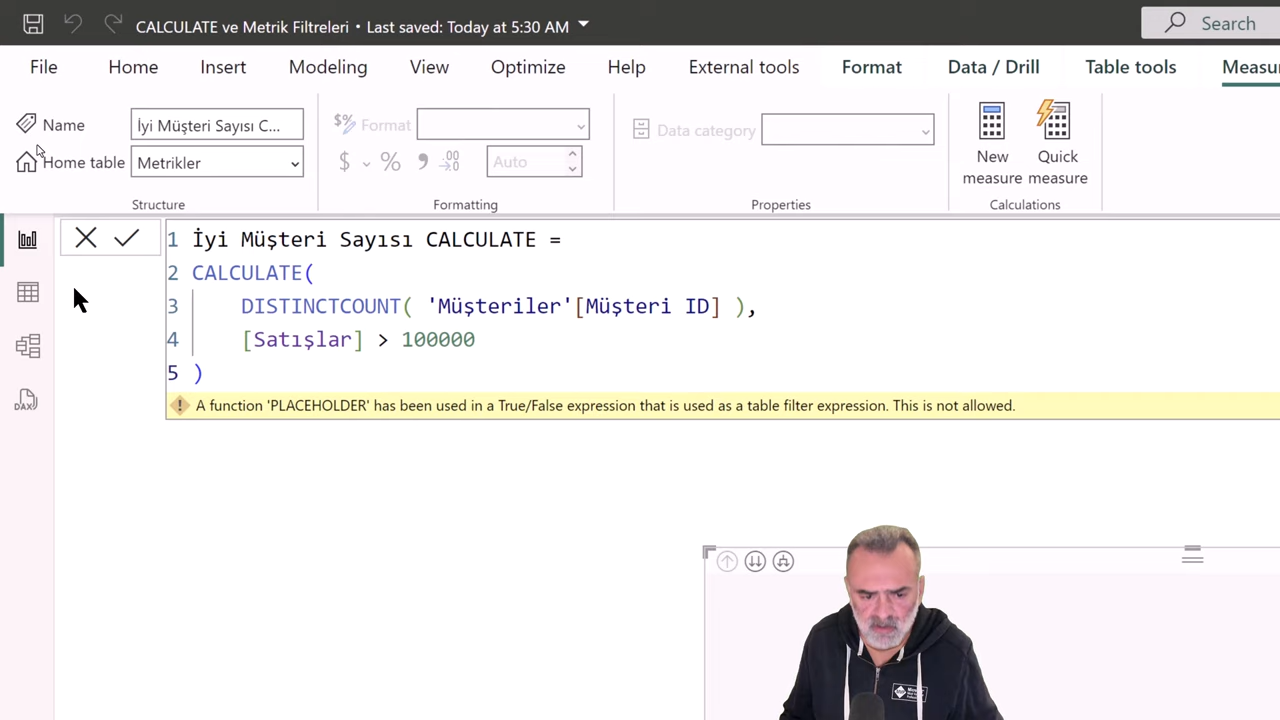 CALCULATE ve Metrik Filtreleri • Last saved: Today at 5:30 AM
Search
File Home Insert Modeling View Optimize Help External tools Format Data / Drill Table tools Measu
Name İyi Müşteri Sayısı C...
Home table Metrikler
Structure
$% Format
$ % 9 .00 →.0 Auto
Formatting
Data category
Properties
New measure
Quick measure
Calculations
1 İyi Müşteri Sayısı CALCULATE =
2 CALCULATE(
3 DISTINCTCOUNT( 'Müşteriler'[Müşteri ID] ),
4 [Satışlar] > 100000
5 )
A function 'PLACEHOLDER' has been used in a True/False expression that is used as a table filter expression. This is not allowed.
DAX